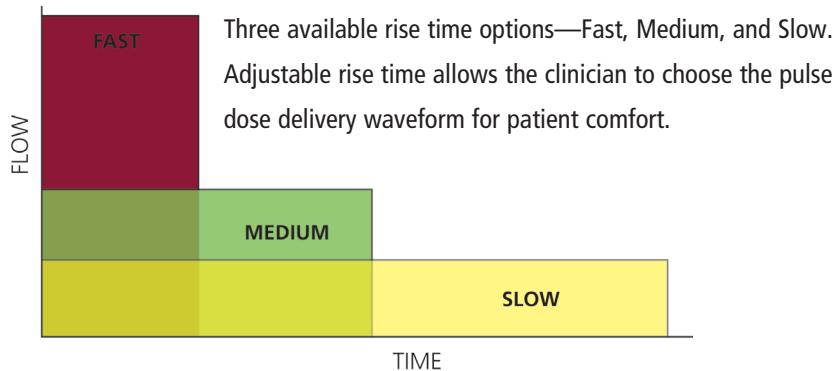 FAST
Three available rise time options—Fast, Medium, and Slow.
Adjustable rise time allows the clinician to choose the pulse
dose delivery waveform for patient comfort.
FLOW
MEDIUM
SLOW
TIME